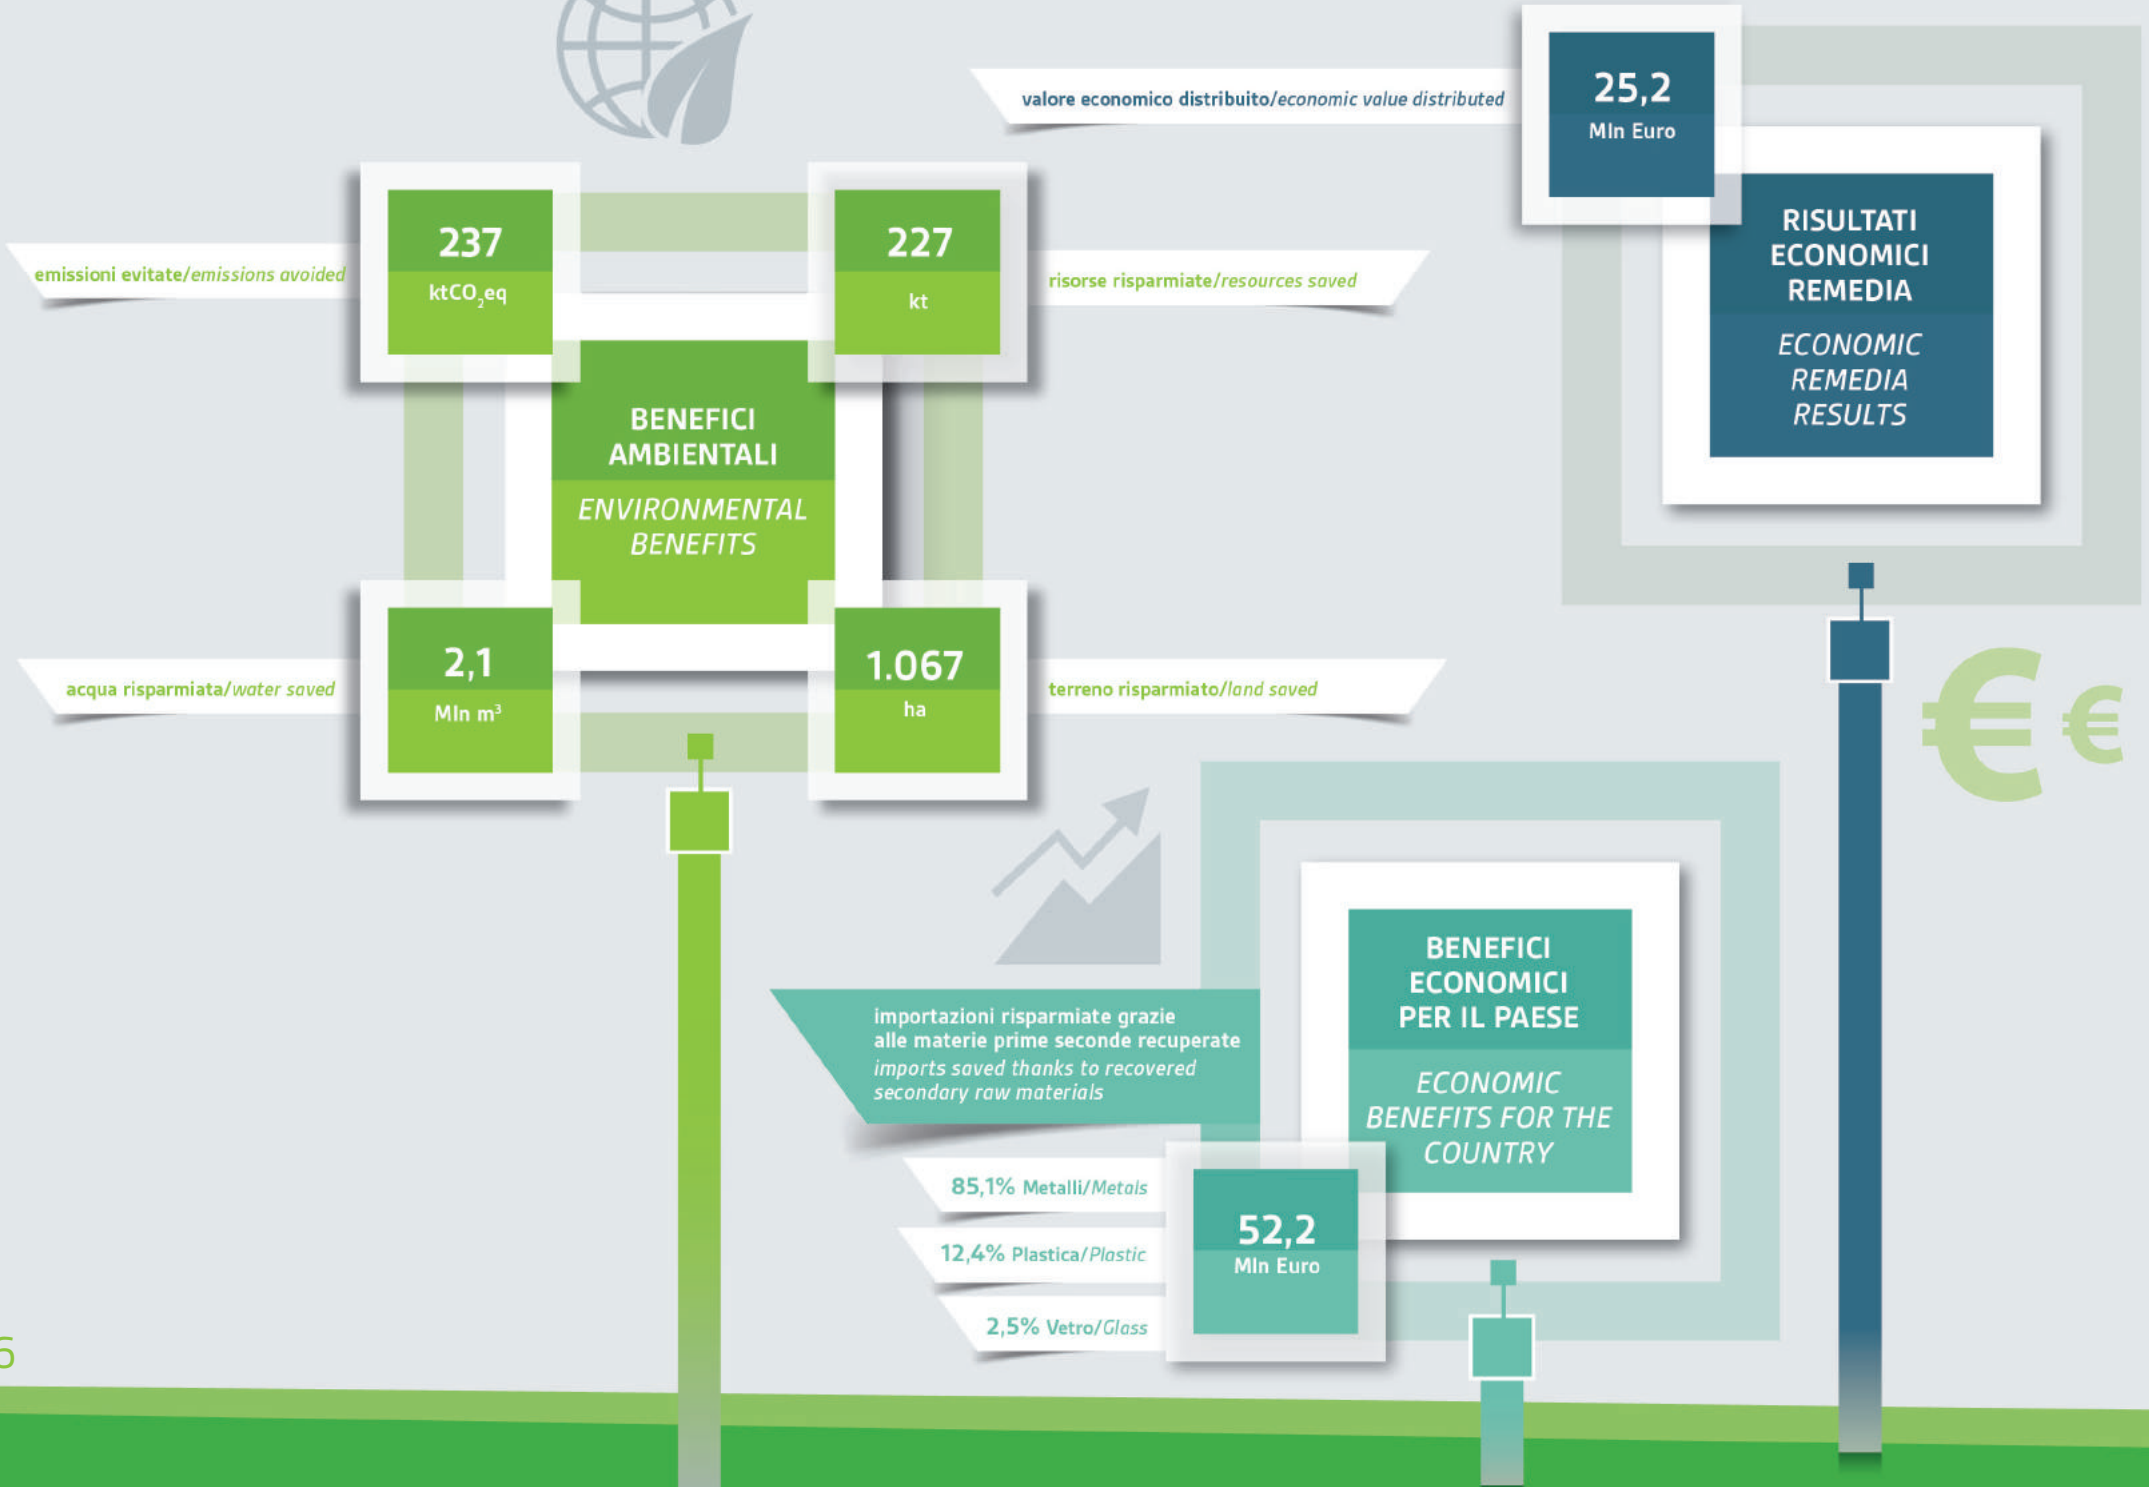 valore economico distribuito/economic value distributed
25,2
Mln Euro
RISULTATI
ECONOMICI
REMEDIA
ECONOMIC
REMEDIA
RESULTS
emissioni evitate/emissions avoided
237
ktCO₂eq
227
kt
risorse risparmiate/resources saved
BENEFICI
AMBIENTALI
ENVIRONMENTAL
BENEFITS
acqua risparmiata/water saved
2,1
Mln m³
1.067
ha
terreno risparmiato/land saved
€ €
BENEFICI
ECONOMICI
PER IL PAESE
ECONOMIC
BENEFITS FOR THE
COUNTRY
importazioni risparmiate grazie
alle materie prime seconde recuperate
imports saved thanks to recovered
secondary raw materials
85,1% Metalli/Metals
12,4% Plastica/Plastic
2,5% Vetro/Glass
52,2
Mln Euro